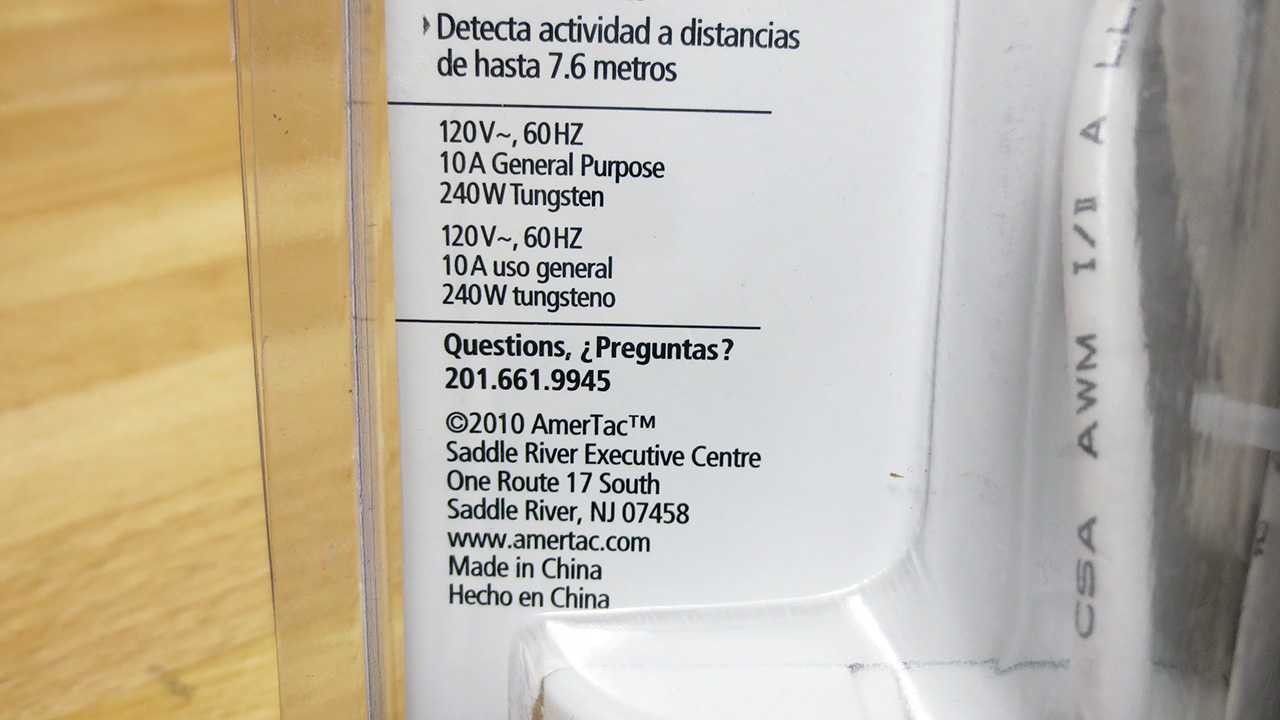 Detecta actividad a distancias
de hasta 7.6 metros
120V~, 60HZ
10A General Purpose
240W Tungsten
120V~, 60HZ
10A uso general
240W tungsteno
Questions, ¿Preguntas?
201.661.9945
©2010 AmerTac™
Saddle River Executive Centre
One Route 17 South
Saddle River, NJ 07458
www.amertac.com
Made in China
Hecho en China
CSA AWM I/II A